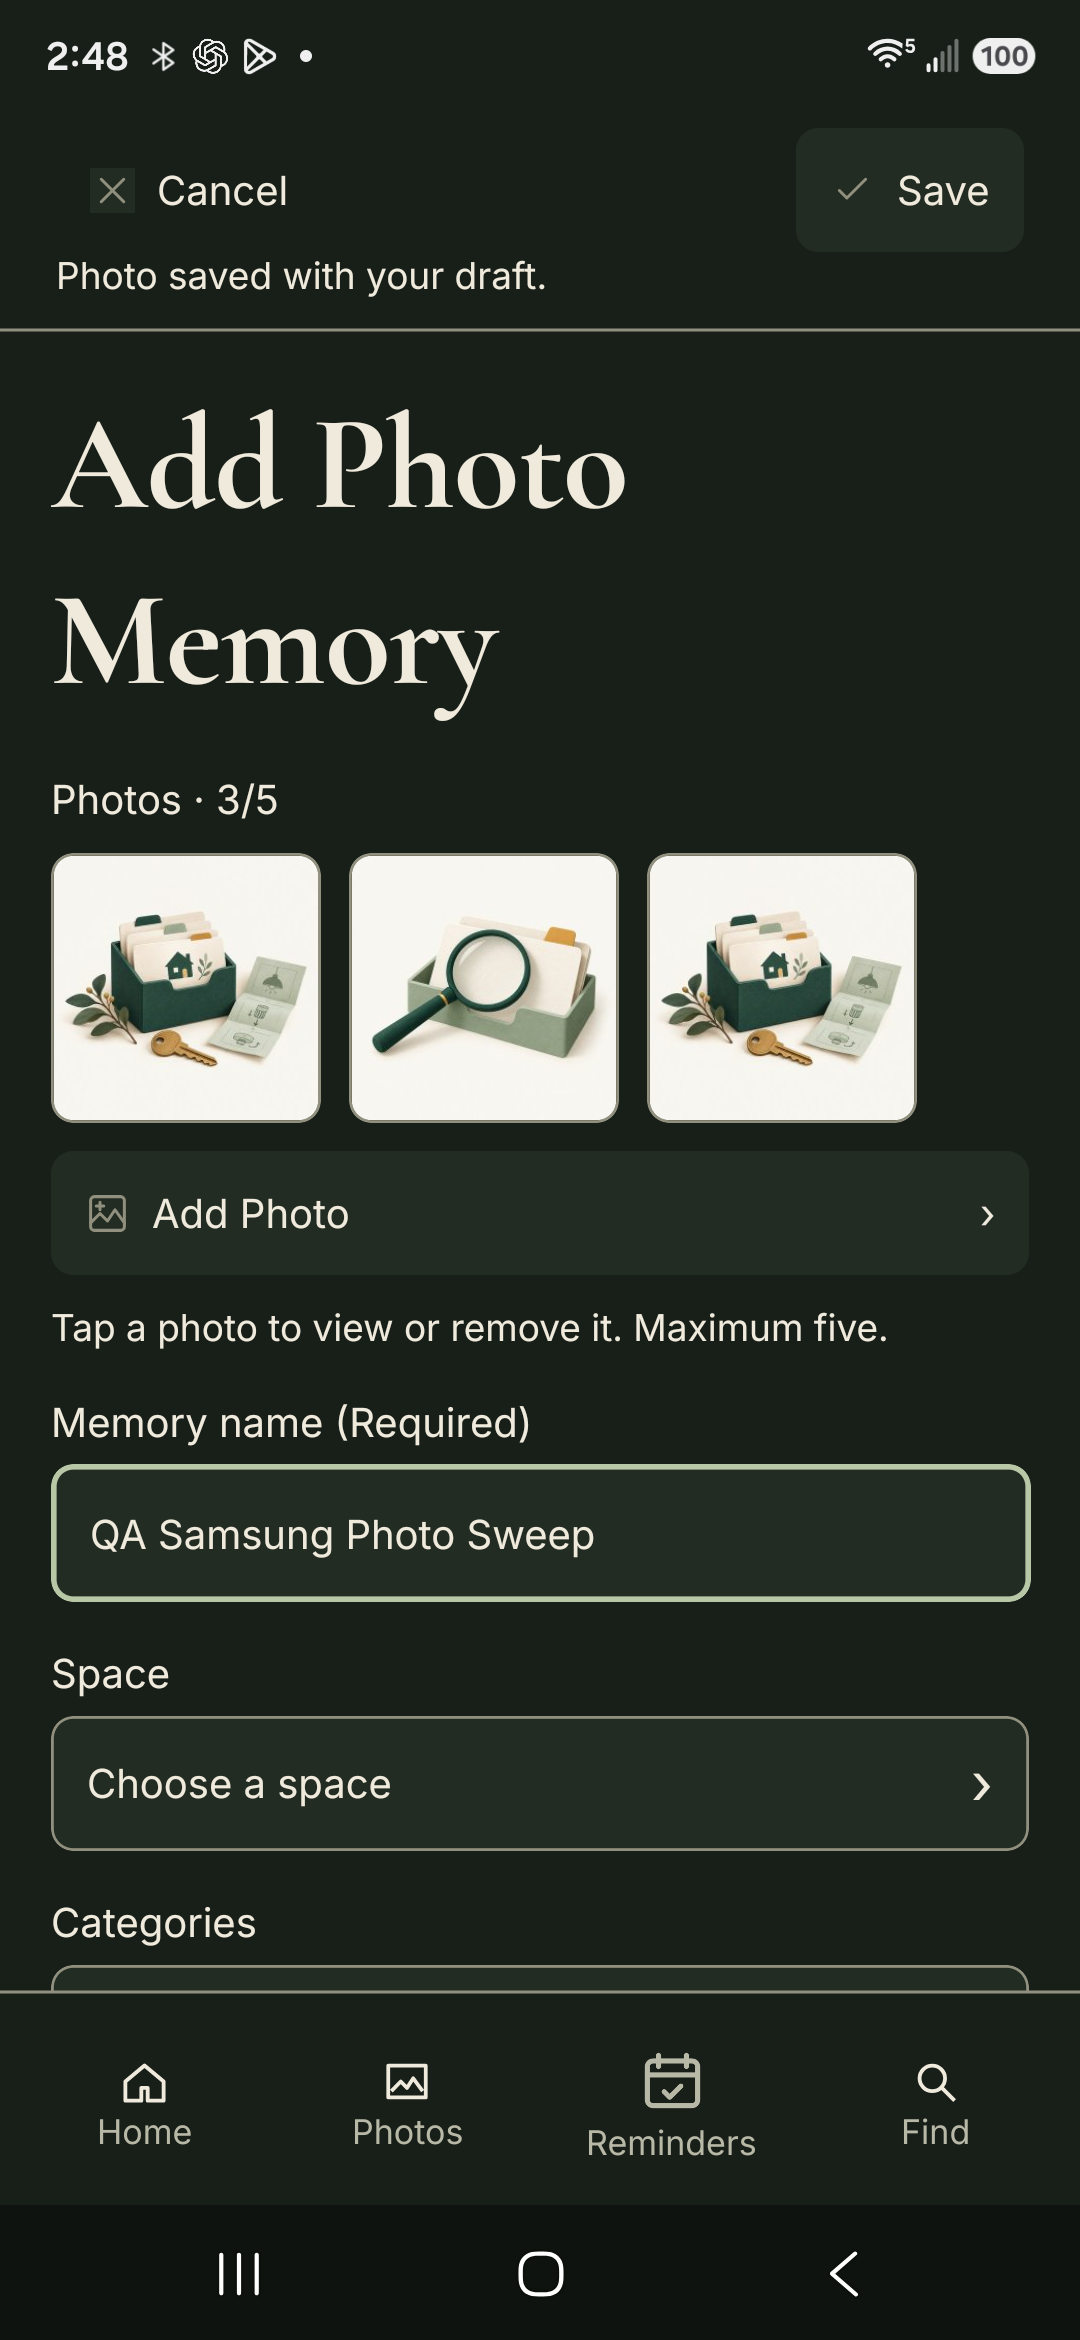 2:48
5
100
Cancel
Save
Photo saved with your draft.
Add Photo
Memory
Photos · 3/5
Add Photo
Tap a photo to view or remove it. Maximum five.
Memory name (Required)
QA Samsung Photo Sweep
Space
Choose a space
Categories
Home
Photos
Reminders
Find